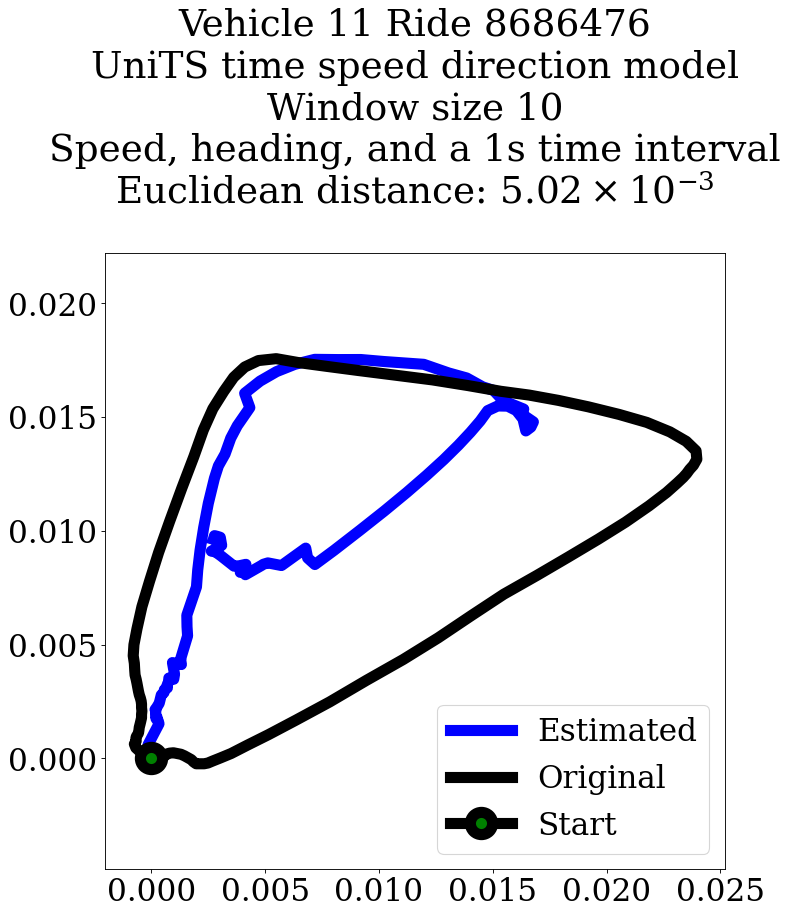 Vehicle 11 Ride 8686476
UniTS time speed direction model
Window size 10
Speed, heading, and a 1s time interval
Euclidean distance: 5.02 × 10⁻³
0.020
0.015
0.010
0.005
0.000
Estimated
Original
Start
0.000 0.005 0.010 0.015 0.020 0.025